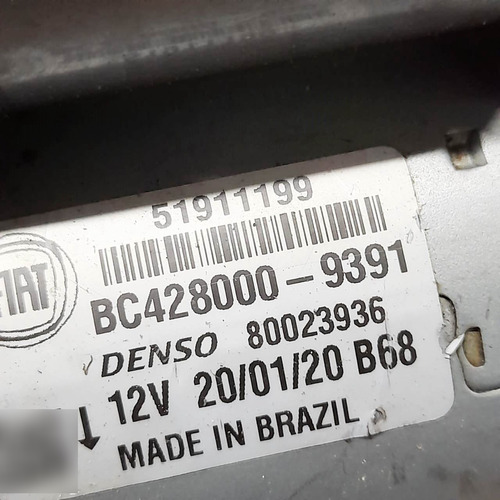 51911199
FIAT
BC428000-9391
DENSO 80023936
12V 20/01/20 B68
MADE IN BRAZIL